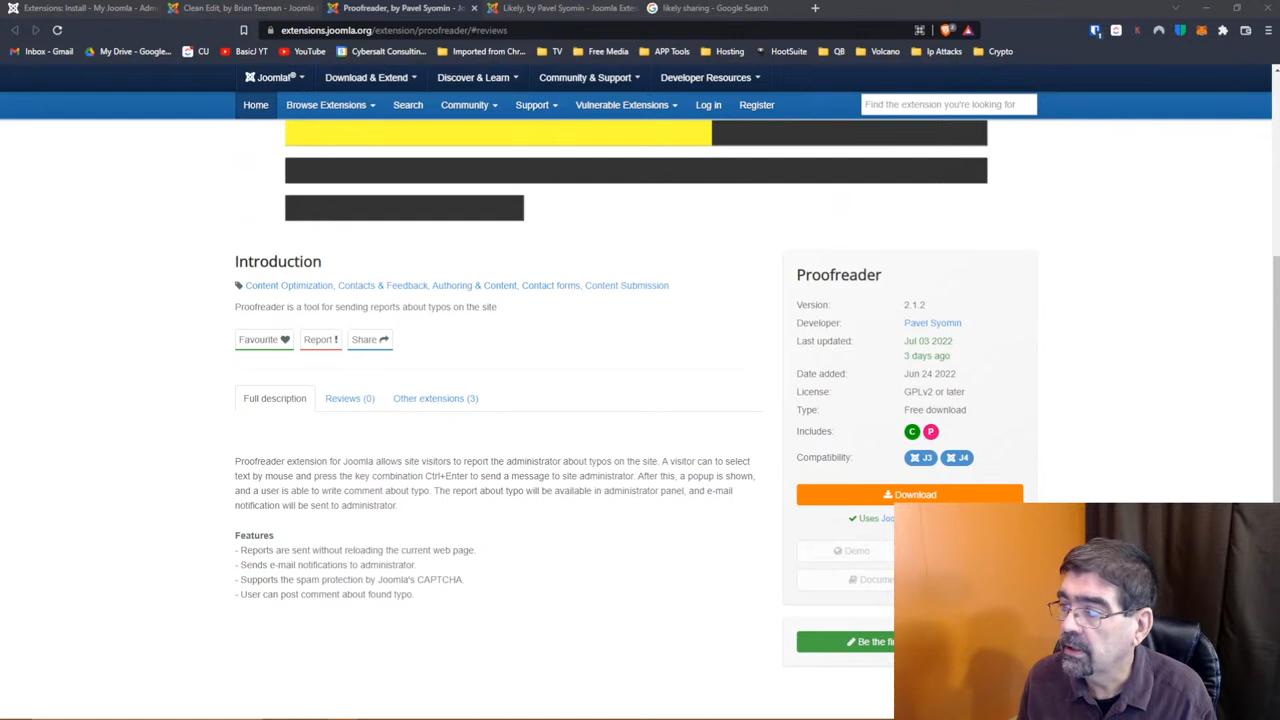 Extensions: Install - My Joomla - Adm
Clean Edit, by Brian Teeman - Joomla
Proofreader, by Pavel Syomin - Jo
Likely, by Pavel Syomin - Joomla Exte
likely sharing - Google Search
extensions.joomla.org/extension/proofreader/#reviews
Inbox - Gmail
My Drive - Google...
CU
BasicJ YT
YouTube
Cybersalt Consulting...
Imported from Chr...
TV
Free Media
APP Tools
Hosting
HootSuite
QB
Volcano
Ip Attacks
Crypto
Joomla!®
Download & Extend
Discover & Learn
Community & Support
Developer Resources
Home
Browse Extensions
Search
Community
Support
Vulnerable Extensions
Log in
Register
Find the extension you're looking for
Introduction
Content Optimization, Contacts & Feedback, Authoring & Content, Contact forms, Content Submission
Proofreader is a tool for sending reports about typos on the site
Favourite
Report
Share
Full description
Reviews (0)
Other extensions (3)
Proofreader extension for Joomla allows site visitors to report the administrator about typos on the site. A visitor can to select
text by mouse and press the key combination Ctrl+Enter to send a message to site administrator. After this, a popup is shown,
and a user is able to write comment about typo. The report about typo will be available in administrator panel, and e-mail
notification will be sent to administrator.
Features
- Reports are sent without reloading the current web page.
- Sends e-mail notifications to administrator.
- Supports the spam protection by Joomla's CAPTCHA.
- User can post comment about found typo.
Proofreader
Version: 2.1.2
Developer: Pavel Syomin
Last updated: Jul 03 2022
3 days ago
Date added: Jun 24 2022
License: GPLv2 or later
Type: Free download
Includes: C P
Compatibility: J3 J4
Download
Uses Joo
Demo
Docume
Be the fi